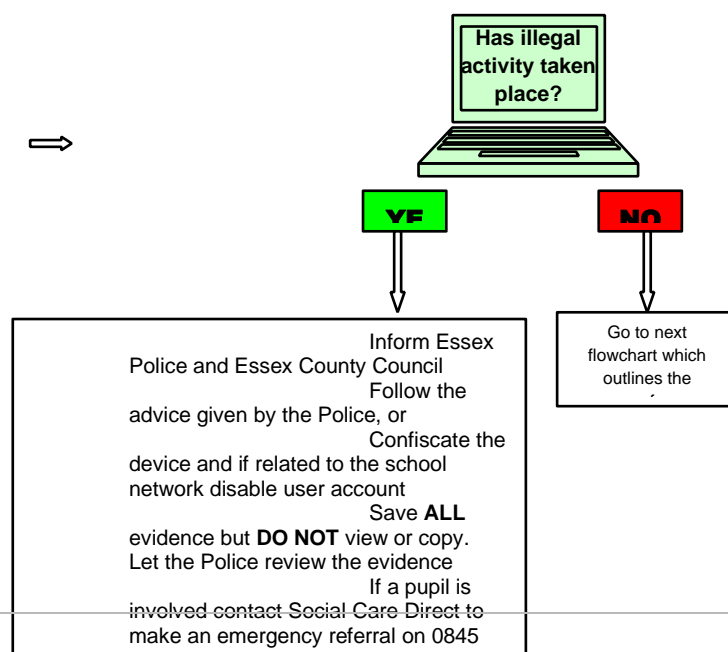 Has illegal
activity taken
place?
YE
NO
Inform Essex
Police and Essex County Council
Follow the
advice given by the Police, or
Confiscate the
device and if related to the school
network disable user account
Save ALL
evidence but DO NOT view or copy.
Let the Police review the evidence
If a pupil is
involved contact Social Care Direct to
make an emergency referral on 0845
Go to next
flowchart which
outlines the